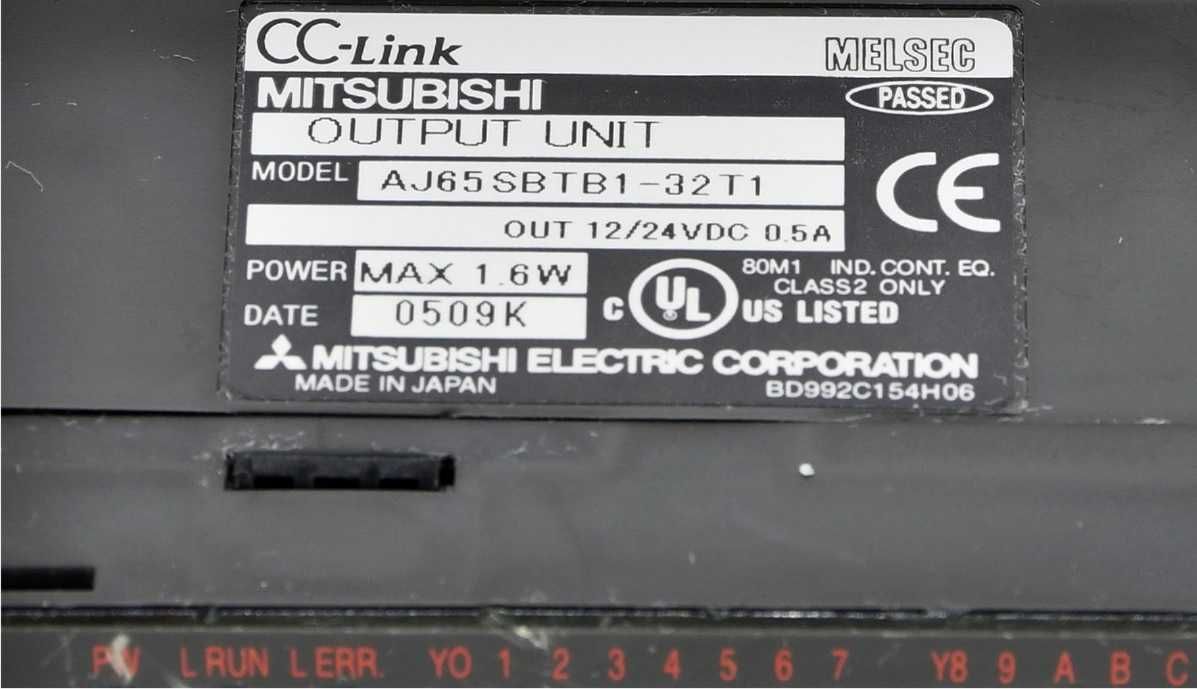 CC-Link MELSEC
MITSUBISHI PASSED
OUTPUT UNIT
MODEL AJ65SBTB1-32T1
CE
OUT 12/24VDC 0.5A
POWER MAX 1.6W
80M1 IND. CONT. EQ.
CLASS2 ONLY
DATE 0509K
C UL US LISTED
MITSUBISHI ELECTRIC CORPORATION
MADE IN JAPAN BD992C154H06
PW L RUN L ERR. Y0 1 2 3 4 5 6 7 Y8 9 A B C